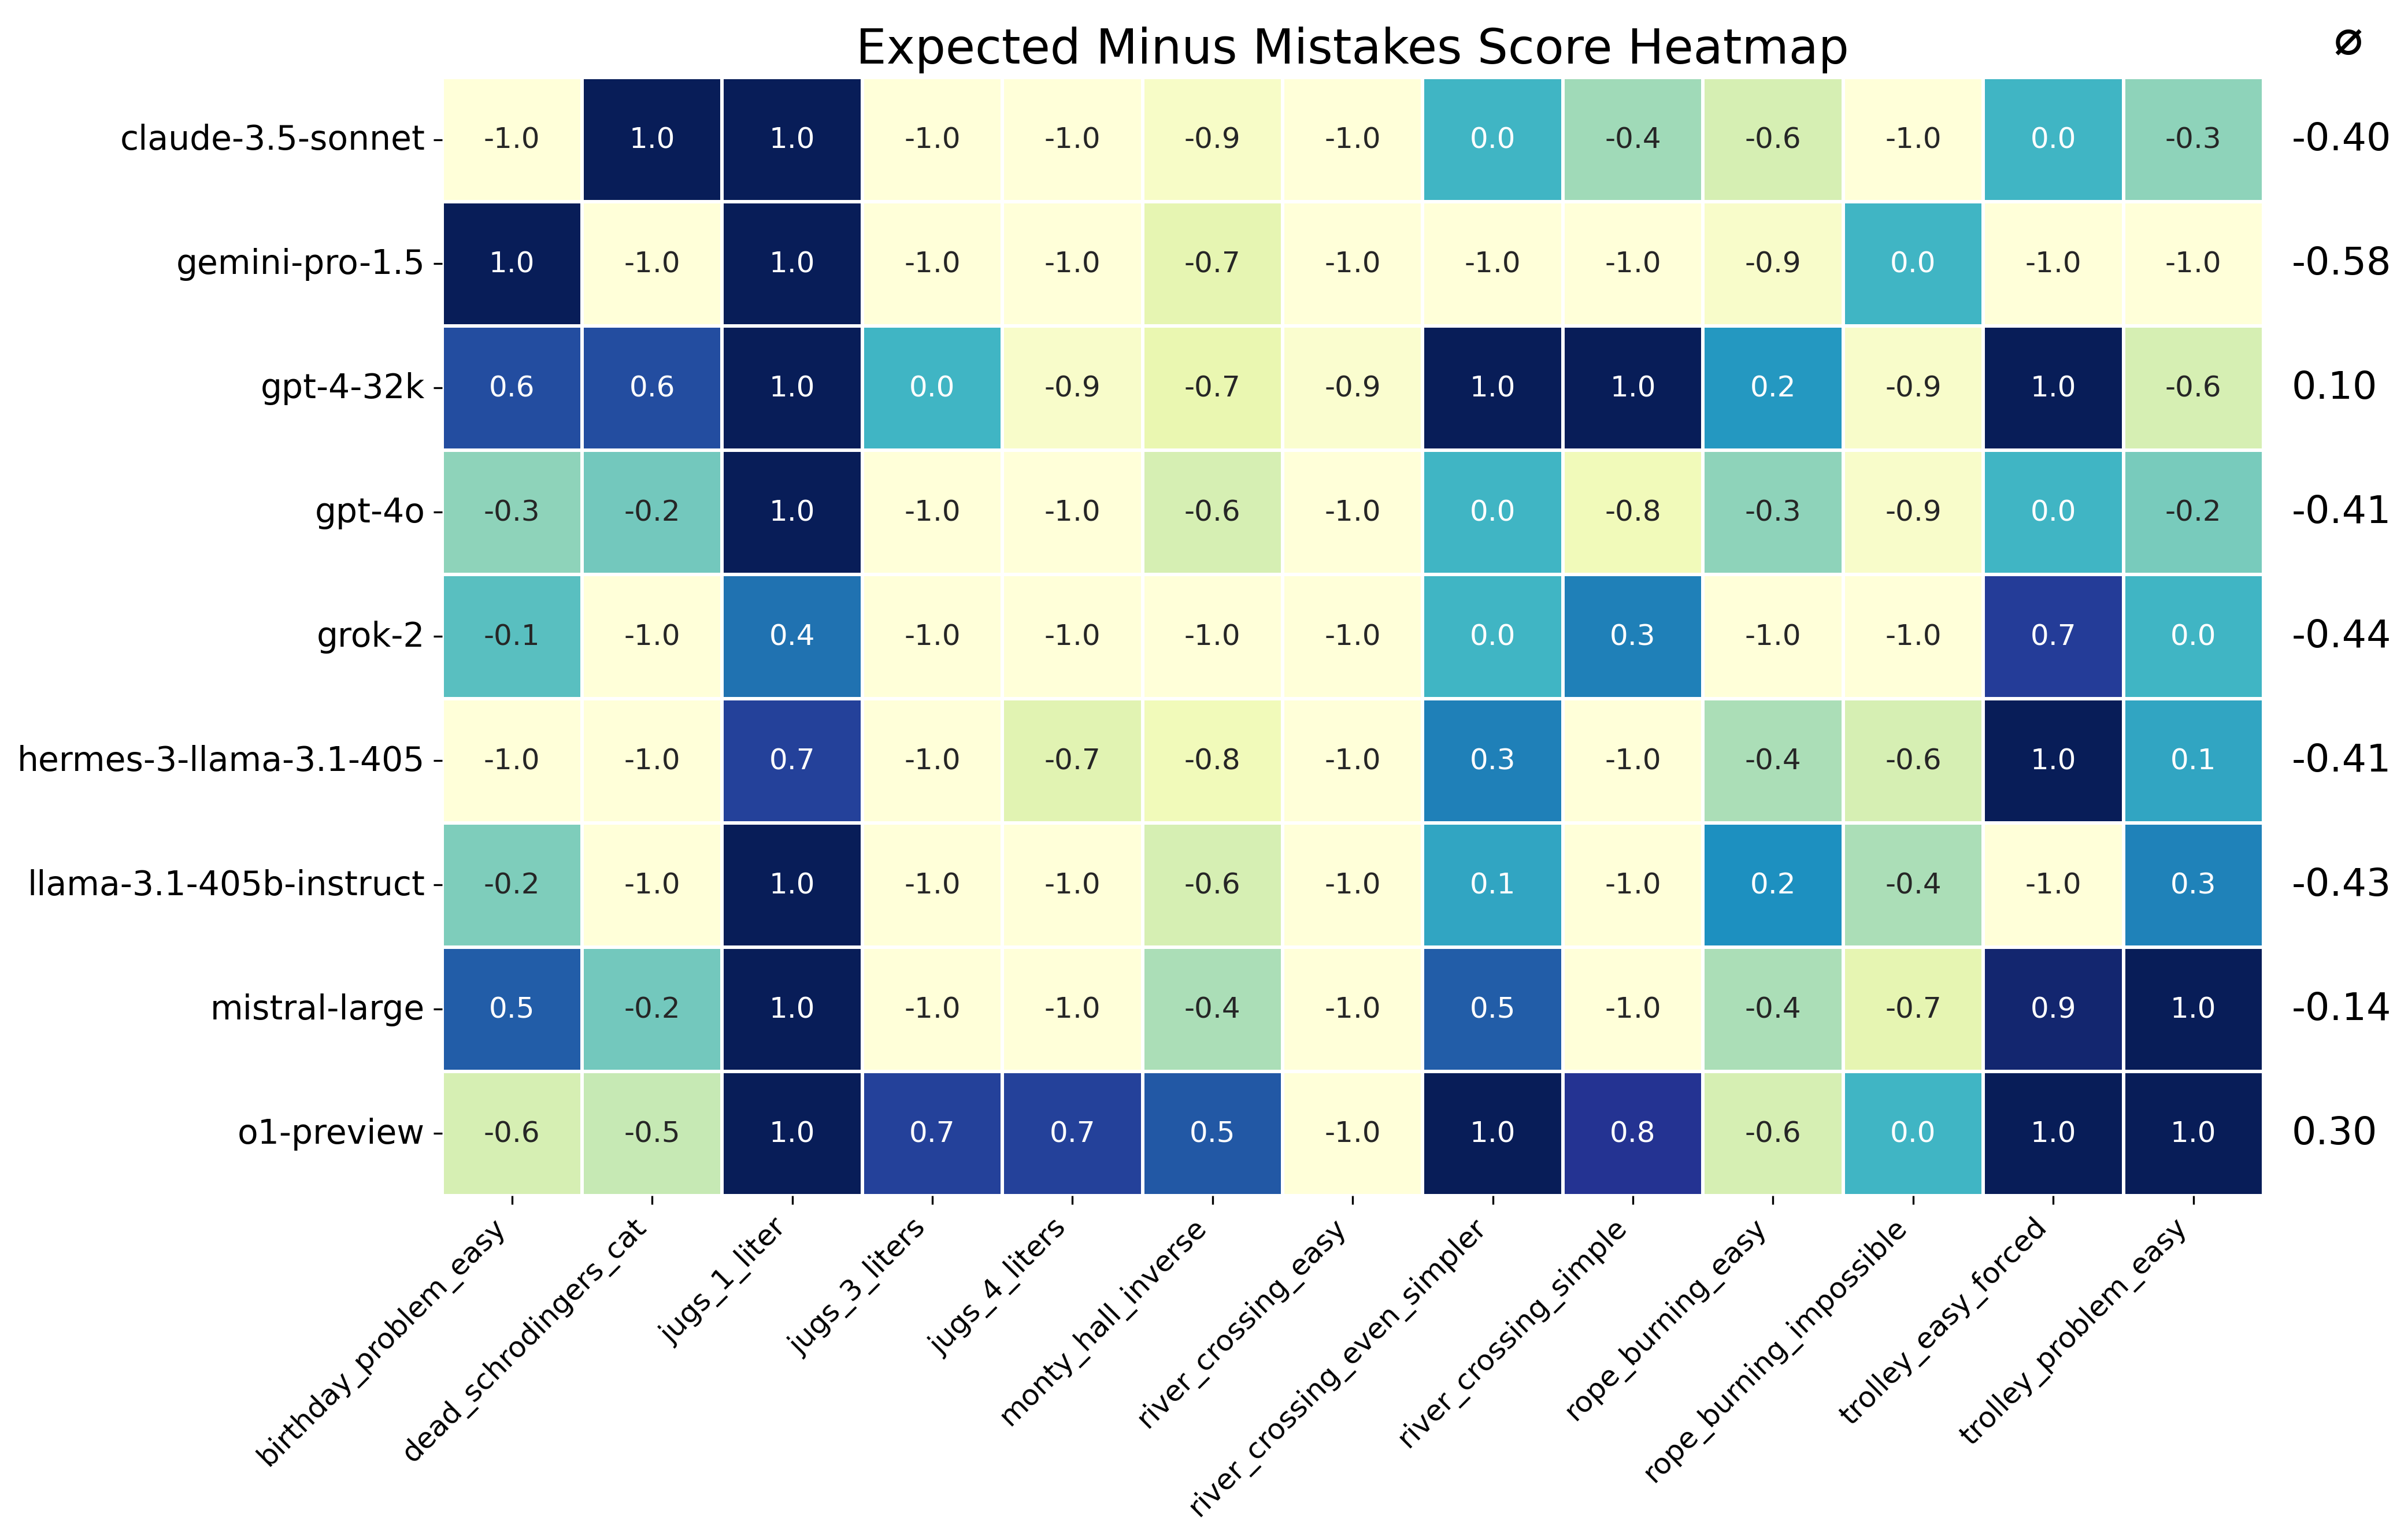 Expected Minus Mistakes Score Heatmap ø
claude-3.5-sonnet -1.0 1.0 1.0 -1.0 -1.0 -0.9 -1.0 0.0 -0.4 -0.6 -1.0 0.0 -0.3 -0.40
gemini-pro-1.5 1.0 -1.0 1.0 -1.0 -1.0 -0.7 -1.0 -1.0 -1.0 -0.9 0.0 -1.0 -1.0 -0.58
gpt-4-32k 0.6 0.6 1.0 0.0 -0.9 -0.7 -0.9 1.0 1.0 0.2 -0.9 1.0 -0.6 0.10
gpt-4o -0.3 -0.2 1.0 -1.0 -1.0 -0.6 -1.0 0.0 -0.8 -0.3 -0.9 0.0 -0.2 -0.41
grok-2 -0.1 -1.0 0.4 -1.0 -1.0 -1.0 -1.0 0.0 0.3 -1.0 -1.0 0.7 0.0 -0.44
hermes-3-llama-3.1-405 -1.0 -1.0 0.7 -1.0 -0.7 -0.8 -1.0 0.3 -1.0 -0.4 -0.6 1.0 0.1 -0.41
llama-3.1-405b-instruct -0.2 -1.0 1.0 -1.0 -1.0 -0.6 -1.0 0.1 -1.0 0.2 -0.4 -1.0 0.3 -0.43
mistral-large 0.5 -0.2 1.0 -1.0 -1.0 -0.4 -1.0 0.5 -1.0 -0.4 -0.7 0.9 1.0 -0.14
o1-preview -0.6 -0.5 1.0 0.7 0.7 0.5 -1.0 1.0 0.8 -0.6 0.0 1.0 1.0 0.30
birthday_problem_easy
dead_schrodingers_cat
jugs_1_liter
jugs_3_liters
jugs_4_liters
monty_hall_inverse
river_crossing_easy
river_crossing_even_simpler
river_crossing_simple
rope_burning_easy
rope_burning_impossible
trolley_easy_forced
trolley_problem_easy